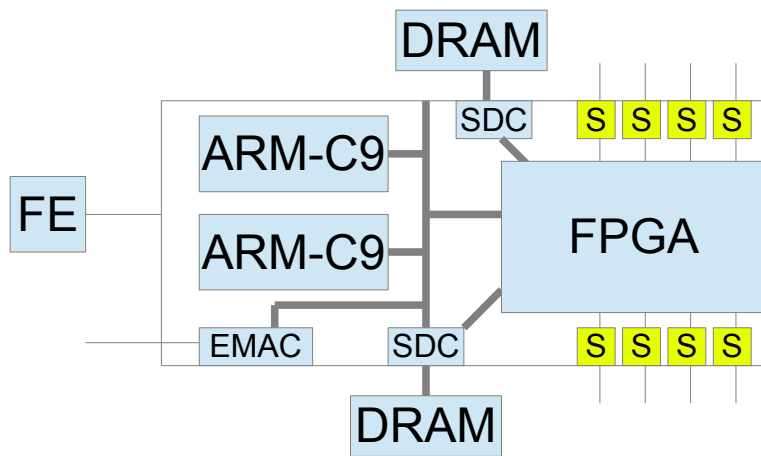 DRAM
SDC
S S S S
ARM-C9
FE
ARM-C9
FPGA
EMAC
SDC
S S S S
DRAM